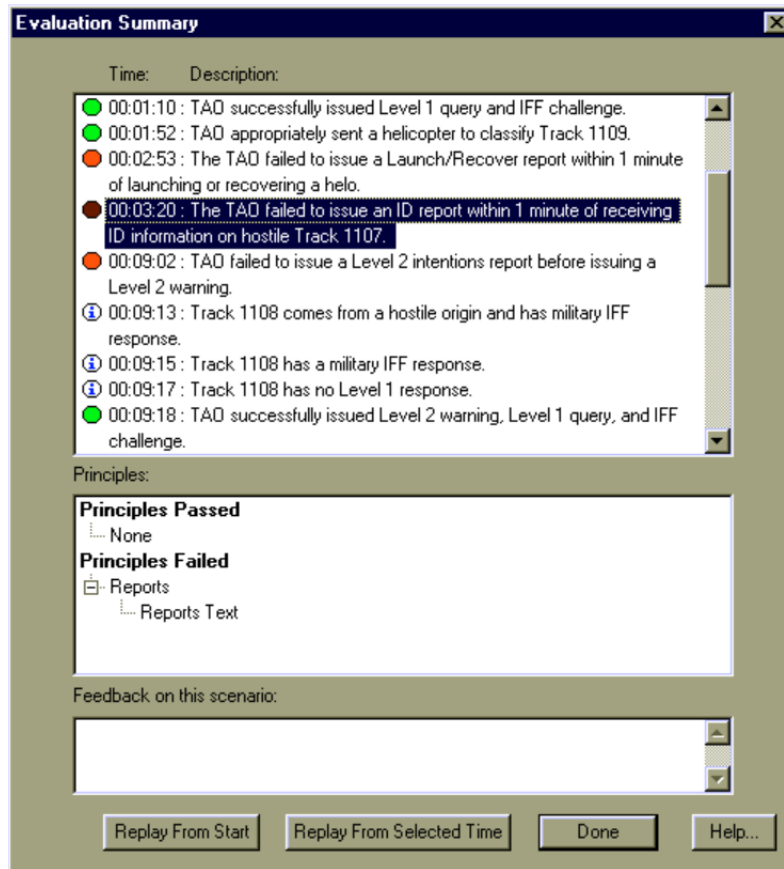 Evaluation Summary
Time: Description:
00:01:10 : TAO successfully issued Level 1 query and IFF challenge.
00:01:52 : TAO appropriately sent a helicopter to classify Track 1109.
00:02:53 : The TAO failed to issue a Launch/Recover report within 1 minute
of launching or recovering a helo.
00:03:20 : The TAO failed to issue an ID report within 1 minute of receiving
ID information on hostile Track 1107.
00:09:02 : TAO failed to issue a Level 2 intentions report before issuing a
Level 2 warning.
00:09:13 : Track 1108 comes from a hostile origin and has military IFF
response.
00:09:15 : Track 1108 has a military IFF response.
00:09:17 : Track 1108 has no Level 1 response.
00:09:18 : TAO successfully issued Level 2 warning, Level 1 query, and IFF
challenge.
Principles:
Principles Passed
None
Principles Failed
Reports
Reports Text
Feedback on this scenario:
Replay From Start Replay From Selected Time Done Help...